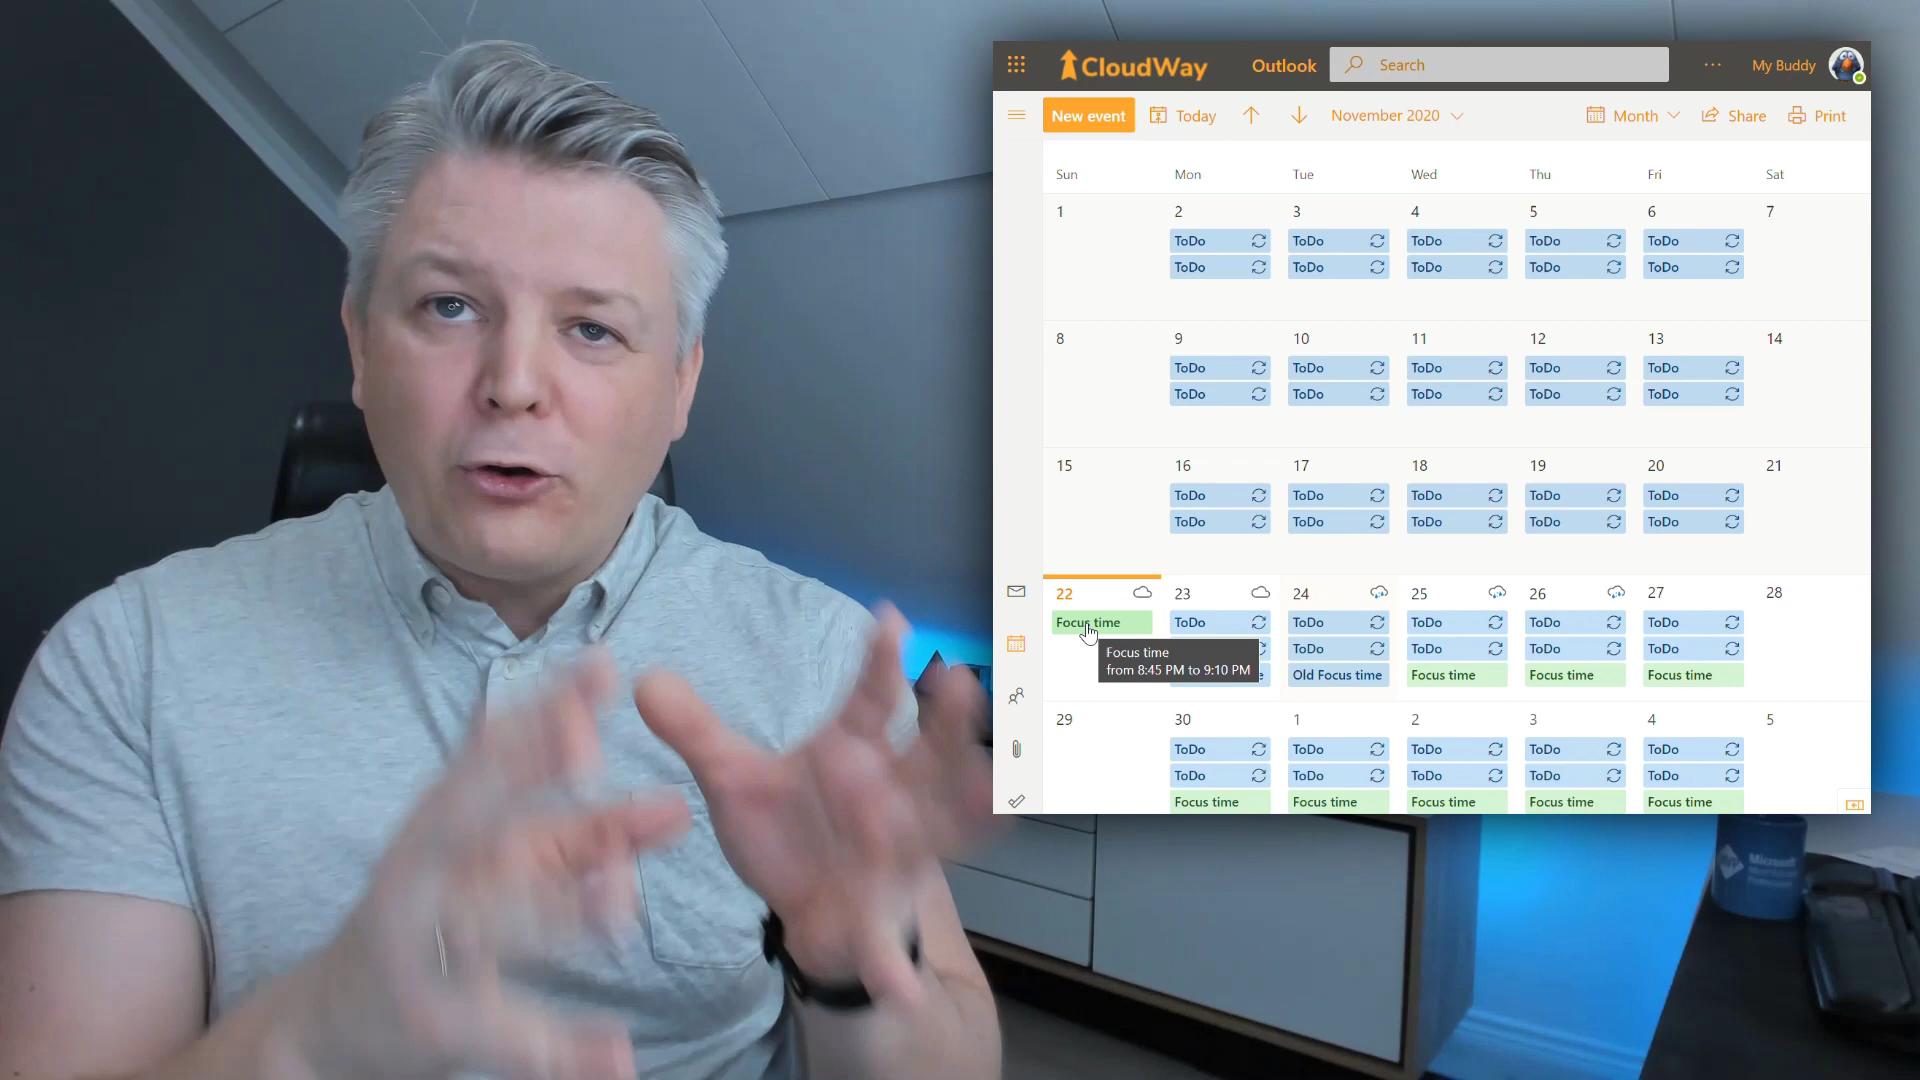 CloudWay
Outlook
Search
...
My Buddy
New event
Today
November 2020
Month
Share
Print
Sun Mon Tue Wed Thu Fri Sat
1 2 3 4 5 6 7
ToDo ToDo ToDo ToDo ToDo
ToDo ToDo ToDo ToDo ToDo
8 9 10 11 12 13 14
ToDo ToDo ToDo ToDo ToDo
ToDo ToDo ToDo ToDo ToDo
15 16 17 18 19 20 21
ToDo ToDo ToDo ToDo ToDo
ToDo ToDo ToDo ToDo ToDo
22 23 24 25 26 27 28
Focus time ToDo ToDo ToDo ToDo ToDo
ToDo ToDo ToDo ToDo
Focus time
from 8:45 PM to 9:10 PM
Old Focus time Focus time Focus time Focus time
29 30 1 2 3 4 5
ToDo ToDo ToDo ToDo ToDo
ToDo ToDo ToDo ToDo ToDo
Focus time Focus time Focus time Focus time Focus time
Microsoft